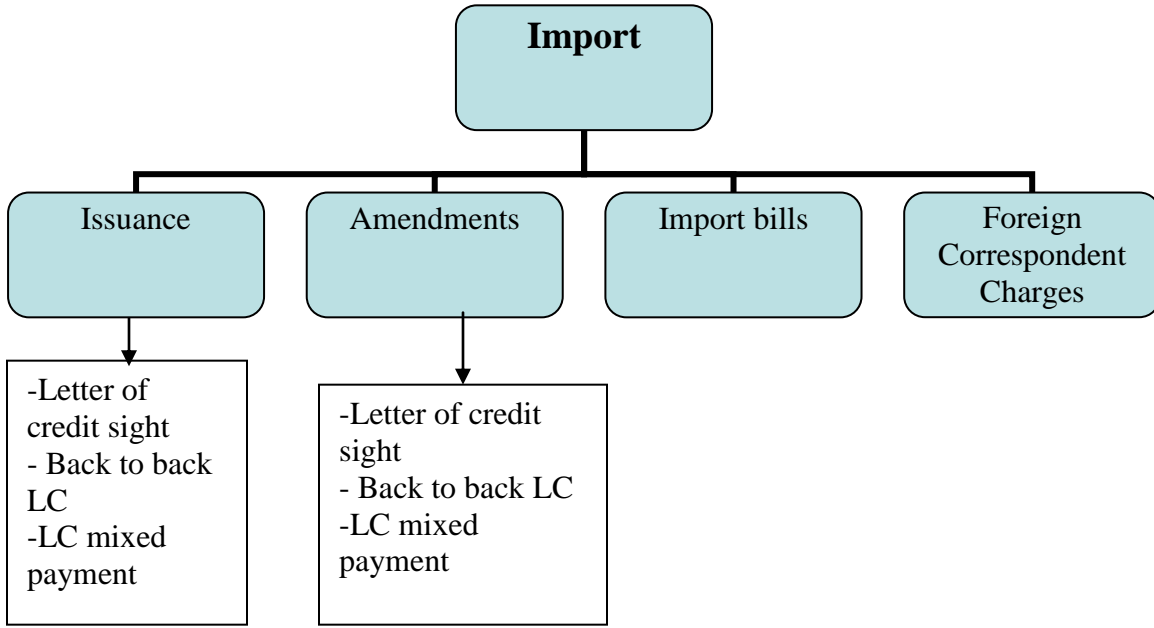 Import
Issuance
Amendments
Import bills
Foreign
Correspondent
Charges
-Letter of
credit sight
- Back to back
LC
-LC mixed
payment
-Letter of credit
sight
- Back to back LC
-LC mixed
payment